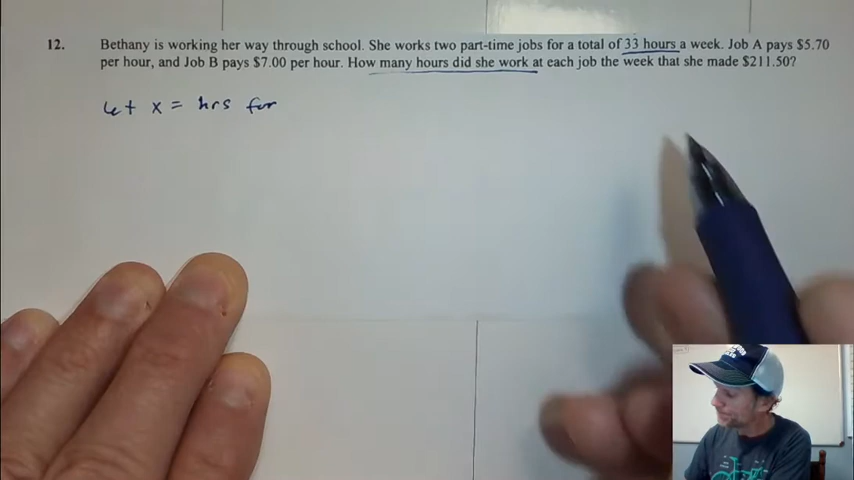 12. Bethany is working her way through school. She works two part-time jobs for a total of 33 hours a week. Job A pays $5.70
per hour, and Job B pays $7.00 per hour. How many hours did she work at each job the week that she made $211.50?
Let x = hrs for